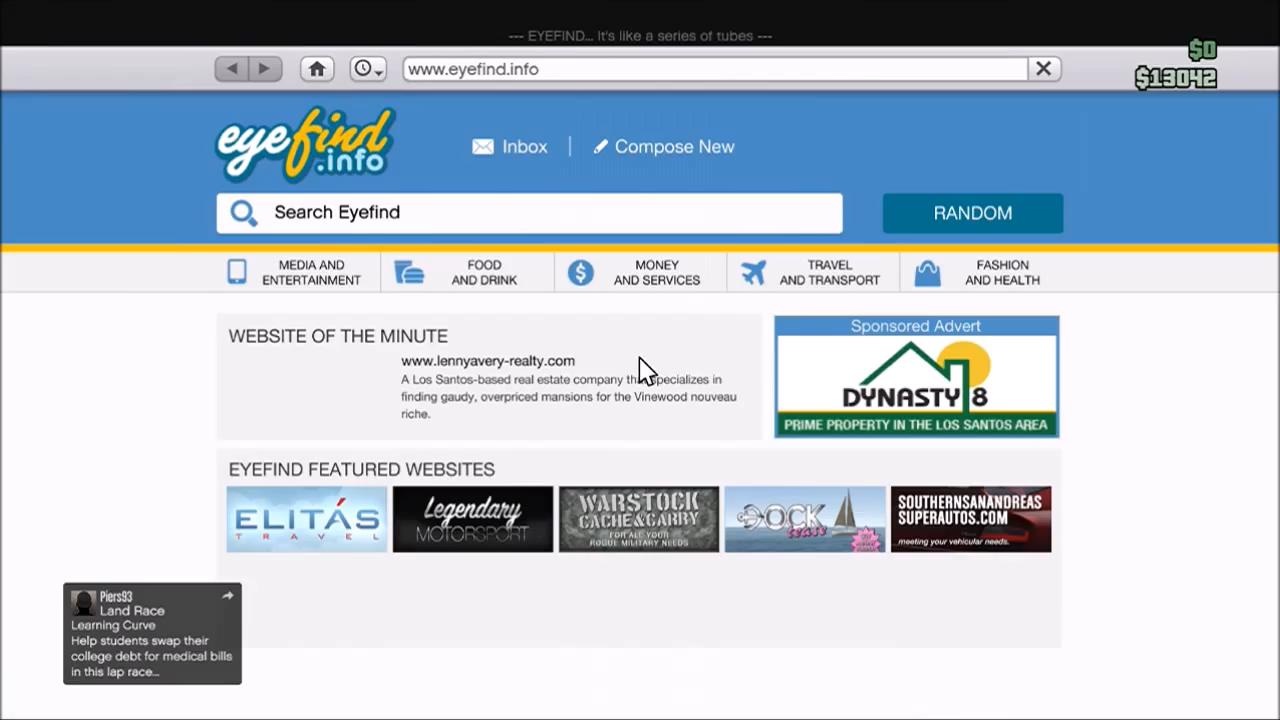 --- EYEFIND... It's like a series of tubes ---
www.eyefind.info
$0
$13042
eyefind
.info
Inbox
Compose New
Search Eyefind
RANDOM
MEDIA AND
ENTERTAINMENT
FOOD
AND DRINK
MONEY
AND SERVICES
TRAVEL
AND TRANSPORT
FASHION
AND HEALTH
WEBSITE OF THE MINUTE
www.lennyavery-realty.com
A Los Santos-based real estate company that specializes in
finding gaudy, overpriced mansions for the Vinewood nouveau
riche.
Sponsored Advert
DYNASTY 8
PRIME PROPERTY IN THE LOS SANTOS AREA
EYEFIND FEATURED WEBSITES
ELITÁS
TRAVEL
Legendary
MOTORSPORT
WARSTOCK
CACHE&CARRY
FOR ALL YOUR
ROGUE MILITARY NEEDS
DOCK
tease
SOUTHERNSANANDREAS
SUPERAUTOS.COM
meeting your vehicular needs.
Piers93
Land Race
Learning Curve
Help students swap their
college debt for medical bills
in this lap race...